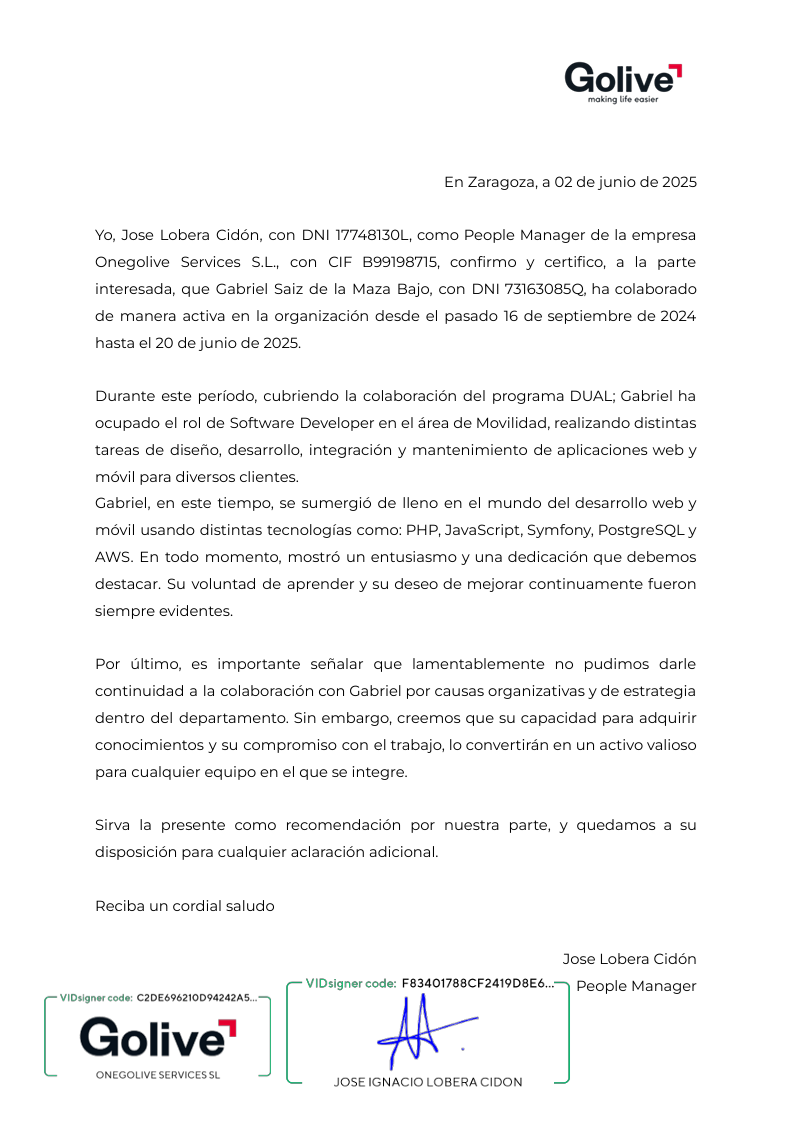 Golive
making life easier
En Zaragoza, a 02 de junio de 2025
Yo, Jose Lobera Cidón, con DNI 17748130L, como People Manager de la empresa
Onegolive Services S.L., con CIF B99198715, confirmo y certifico, a la parte
interesada, que Gabriel Saiz de la Maza Bajo, con DNI 73163085Q, ha colaborado
de manera activa en la organización desde el pasado 16 de septiembre de 2024
hasta el 20 de junio de 2025.
Durante este período, cubriendo la colaboración del programa DUAL; Gabriel ha
ocupado el rol de Software Developer en el área de Movilidad, realizando distintas
tareas de diseño, desarrollo, integración y mantenimiento de aplicaciones web y
móvil para diversos clientes.
Gabriel, en este tiempo, se sumergió de lleno en el mundo del desarrollo web y
móvil usando distintas tecnologías como: PHP, JavaScript, Symfony, PostgreSQL y
AWS. En todo momento, mostró un entusiasmo y una dedicación que debemos
destacar. Su voluntad de aprender y su deseo de mejorar continuamente fueron
siempre evidentes.
Por último, es importante señalar que lamentablemente no pudimos darle
continuidad a la colaboración con Gabriel por causas organizativas y de estrategia
dentro del departamento. Sin embargo, creemos que su capacidad para adquirir
conocimientos y su compromiso con el trabajo, lo convertirán en un activo valioso
para cualquier equipo en el que se integre.
Sirva la presente como recomendación por nuestra parte, y quedamos a su
disposición para cualquier aclaración adicional.
Reciba un cordial saludo
Jose Lobera Cidón
People Manager
VIDsigner code: C2DE696210D94242A5...
Golive
ONEGOLIVE SERVICES SL
VIDsigner code: F83401788CF2419D8E6...
JOSE IGNACIO LOBERA CIDON